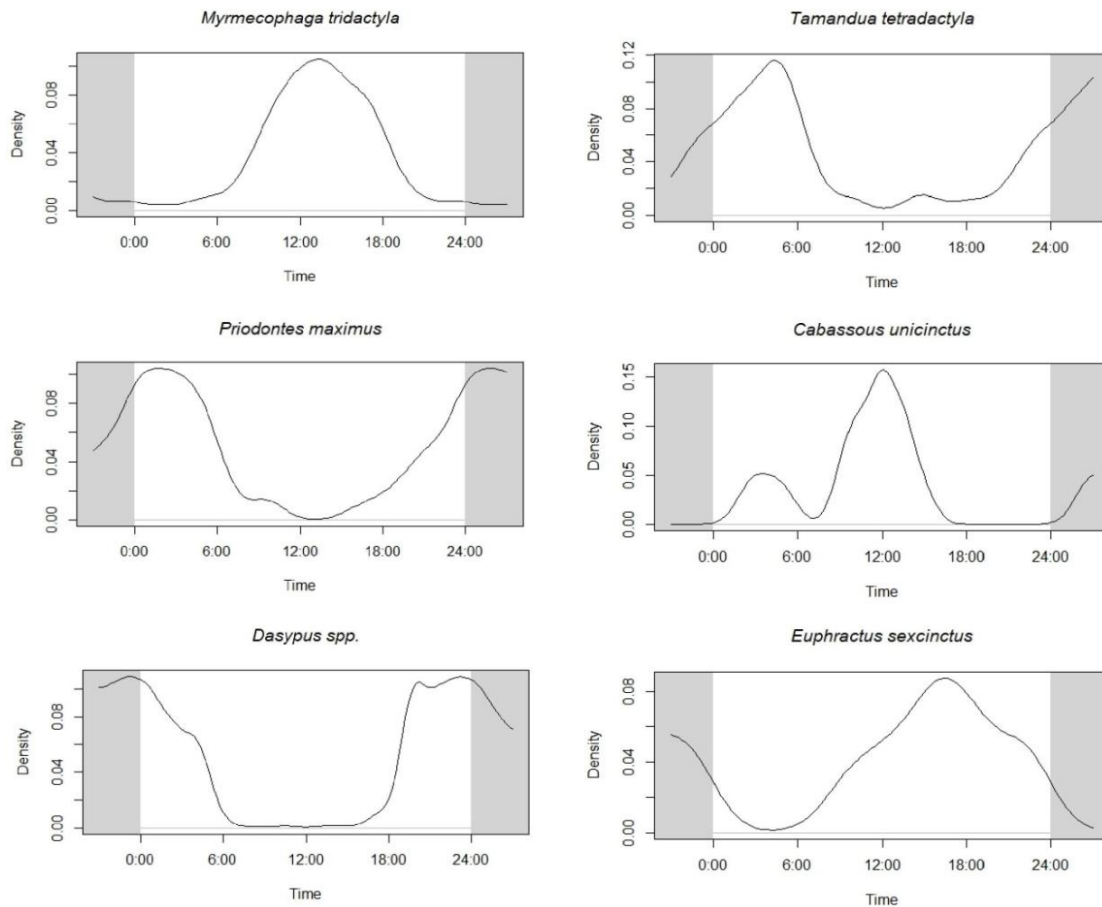 Myrmecophaga tridactyla
Density
0.00
0.04
0.08
0:00 6:00 12:00 18:00 24:00
Time
Tamandua tetradactyla
Density
0.00
0.04
0.08
0.12
0:00 6:00 12:00 18:00 24:00
Time
Priodontes maximus
Density
0.00
0.04
0.08
0:00 6:00 12:00 18:00 24:00
Time
Cabassous unicinctus
Density
0.00
0.05
0.10
0.15
0:00 6:00 12:00 18:00 24:00
Time
Dasypus spp.
Density
0.00
0.04
0.08
0:00 6:00 12:00 18:00 24:00
Time
Euphractus sexcinctus
Density
0.00
0.04
0.08
0:00 6:00 12:00 18:00 24:00
Time